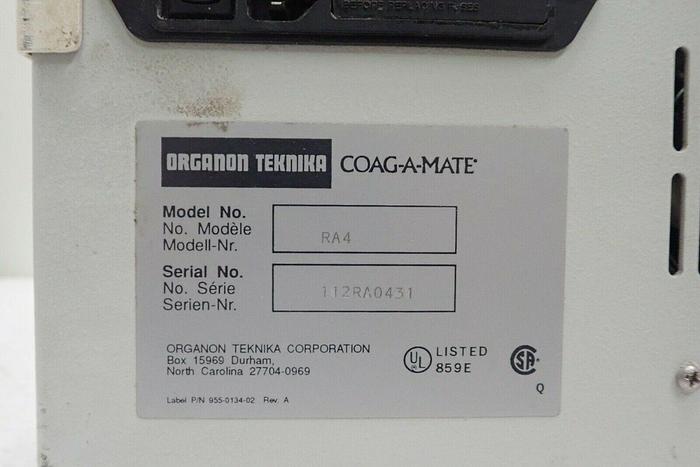 BEFORE REPLACING FUSES
ORGANON TEKNIKA COAG-A-MATE®
Model No.
No. Modèle
Modell-Nr.
RA4
Serial No.
No. Série
Serien-Nr.
112RA0431
ORGANON TEKNIKA CORPORATION
Box 15969 Durham,
North Carolina 27704-0969
UL LISTED
859E
SA
Q
Label P/N 955-0134-02 Rev. A